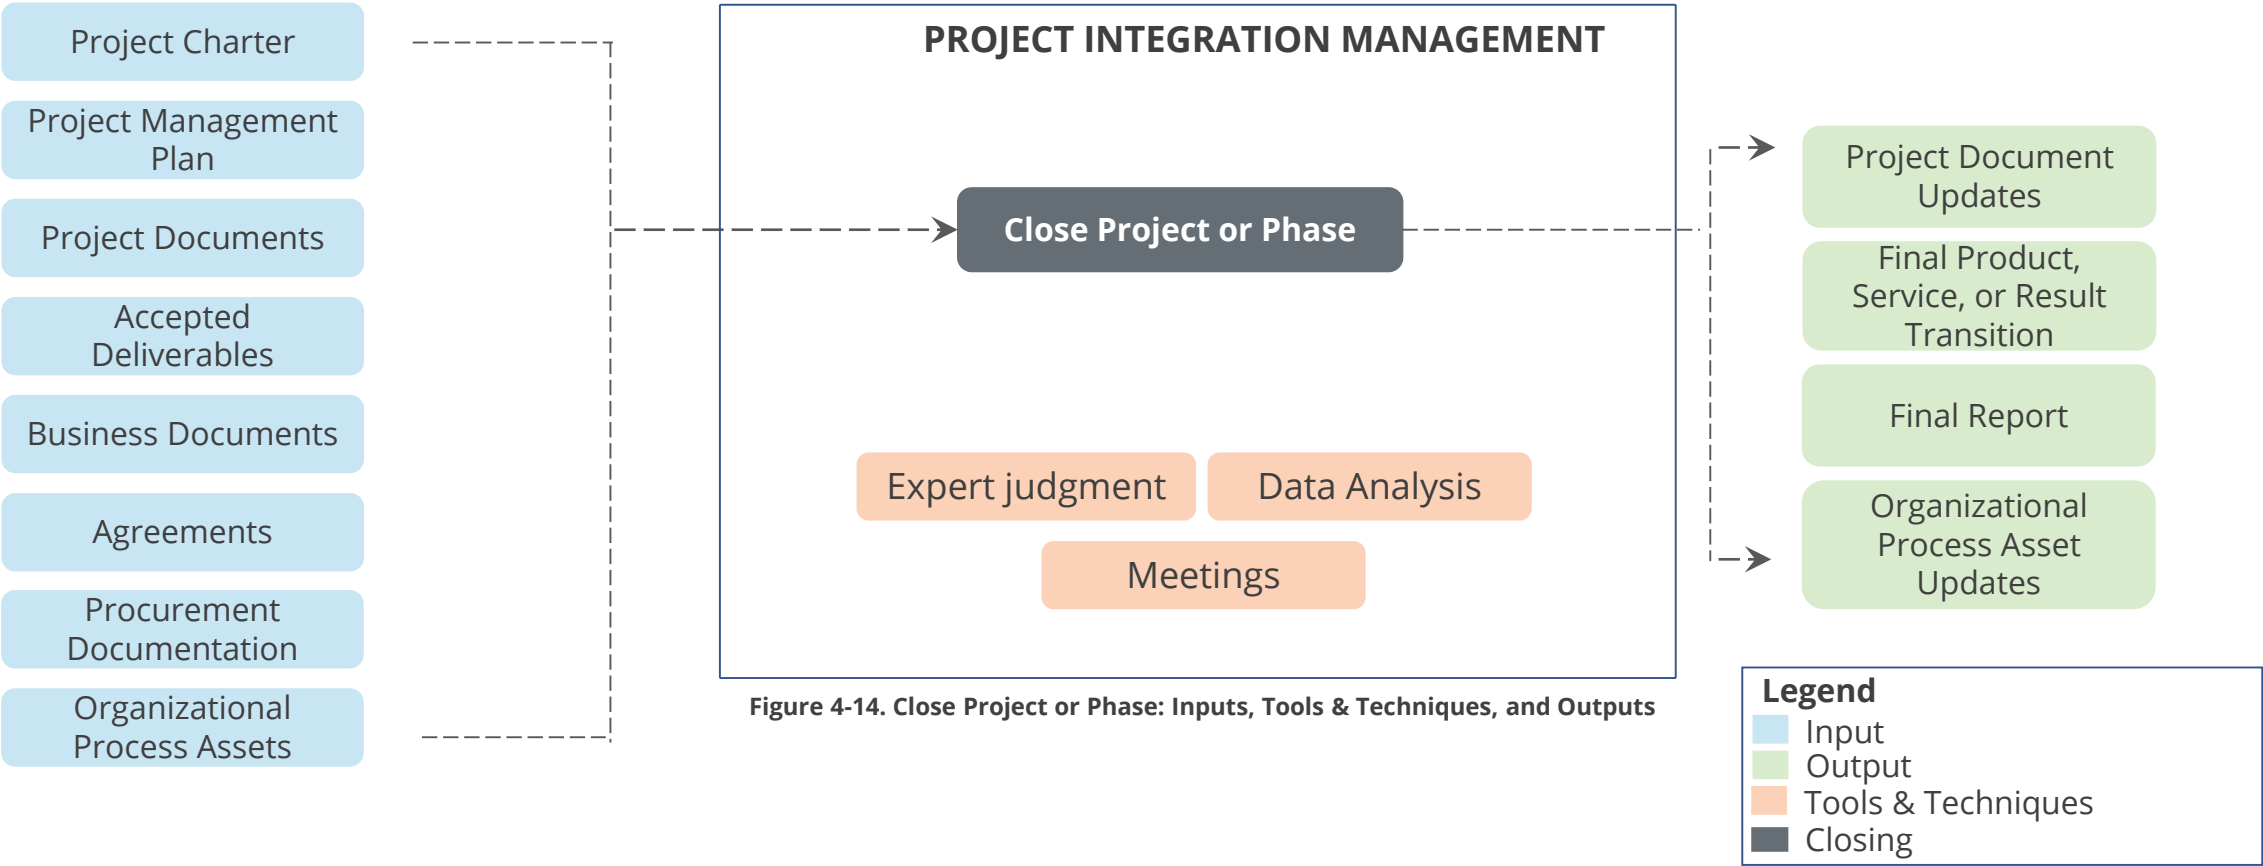 Project Charter
Project Management
Plan
Project Documents
Accepted
Deliverables
Business Documents
Agreements
Procurement
Documentation
Organizational
Process Assets
PROJECT INTEGRATION MANAGEMENT
Close Project or Phase
Expert judgment
Data Analysis
Meetings
Figure 4-14. Close Project or Phase: Inputs, Tools & Techniques, and Outputs
Project Document
Updates
Final Product,
Service, or Result
Transition
Final Report
Organizational
Process Asset
Updates
Legend
Input
Output
Tools & Techniques
Closing